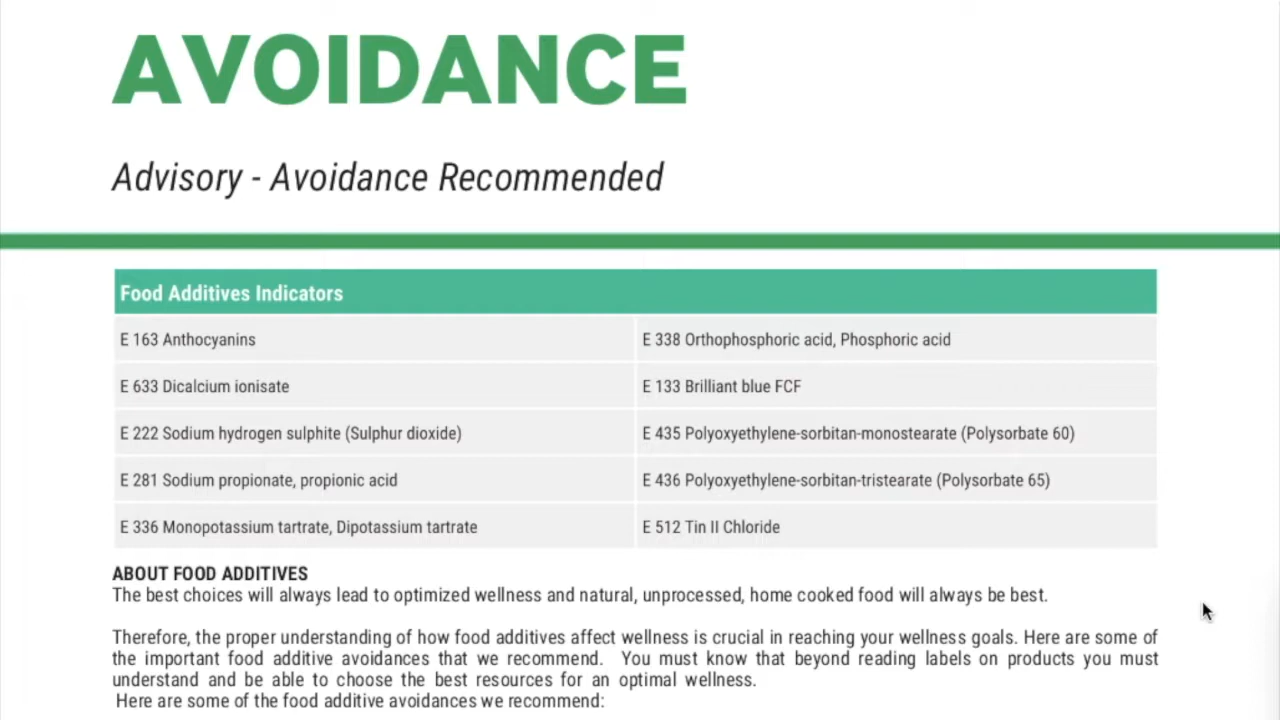 AVOIDANCE
Advisory - Avoidance Recommended
Food Additives Indicators
E 163 Anthocyanins
E 338 Orthophosphoric acid, Phosphoric acid
E 633 Dicalcium ionisate
E 133 Brilliant blue FCF
E 222 Sodium hydrogen sulphite (Sulphur dioxide)
E 435 Polyoxyethylene-sorbitan-monostearate (Polysorbate 60)
E 281 Sodium propionate, propionic acid
E 436 Polyoxyethylene-sorbitan-tristearate (Polysorbate 65)
E 336 Monopotassium tartrate, Dipotassium tartrate
E 512 Tin II Chloride
ABOUT FOOD ADDITIVES
The best choices will always lead to optimized wellness and natural, unprocessed, home cooked food will always be best.
Therefore, the proper understanding of how food additives affect wellness is crucial in reaching your wellness goals. Here are some of
the important food additive avoidances that we recommend. You must know that beyond reading labels on products you must
understand and be able to choose the best resources for an optimal wellness.
Here are some of the food additive avoidances we recommend: